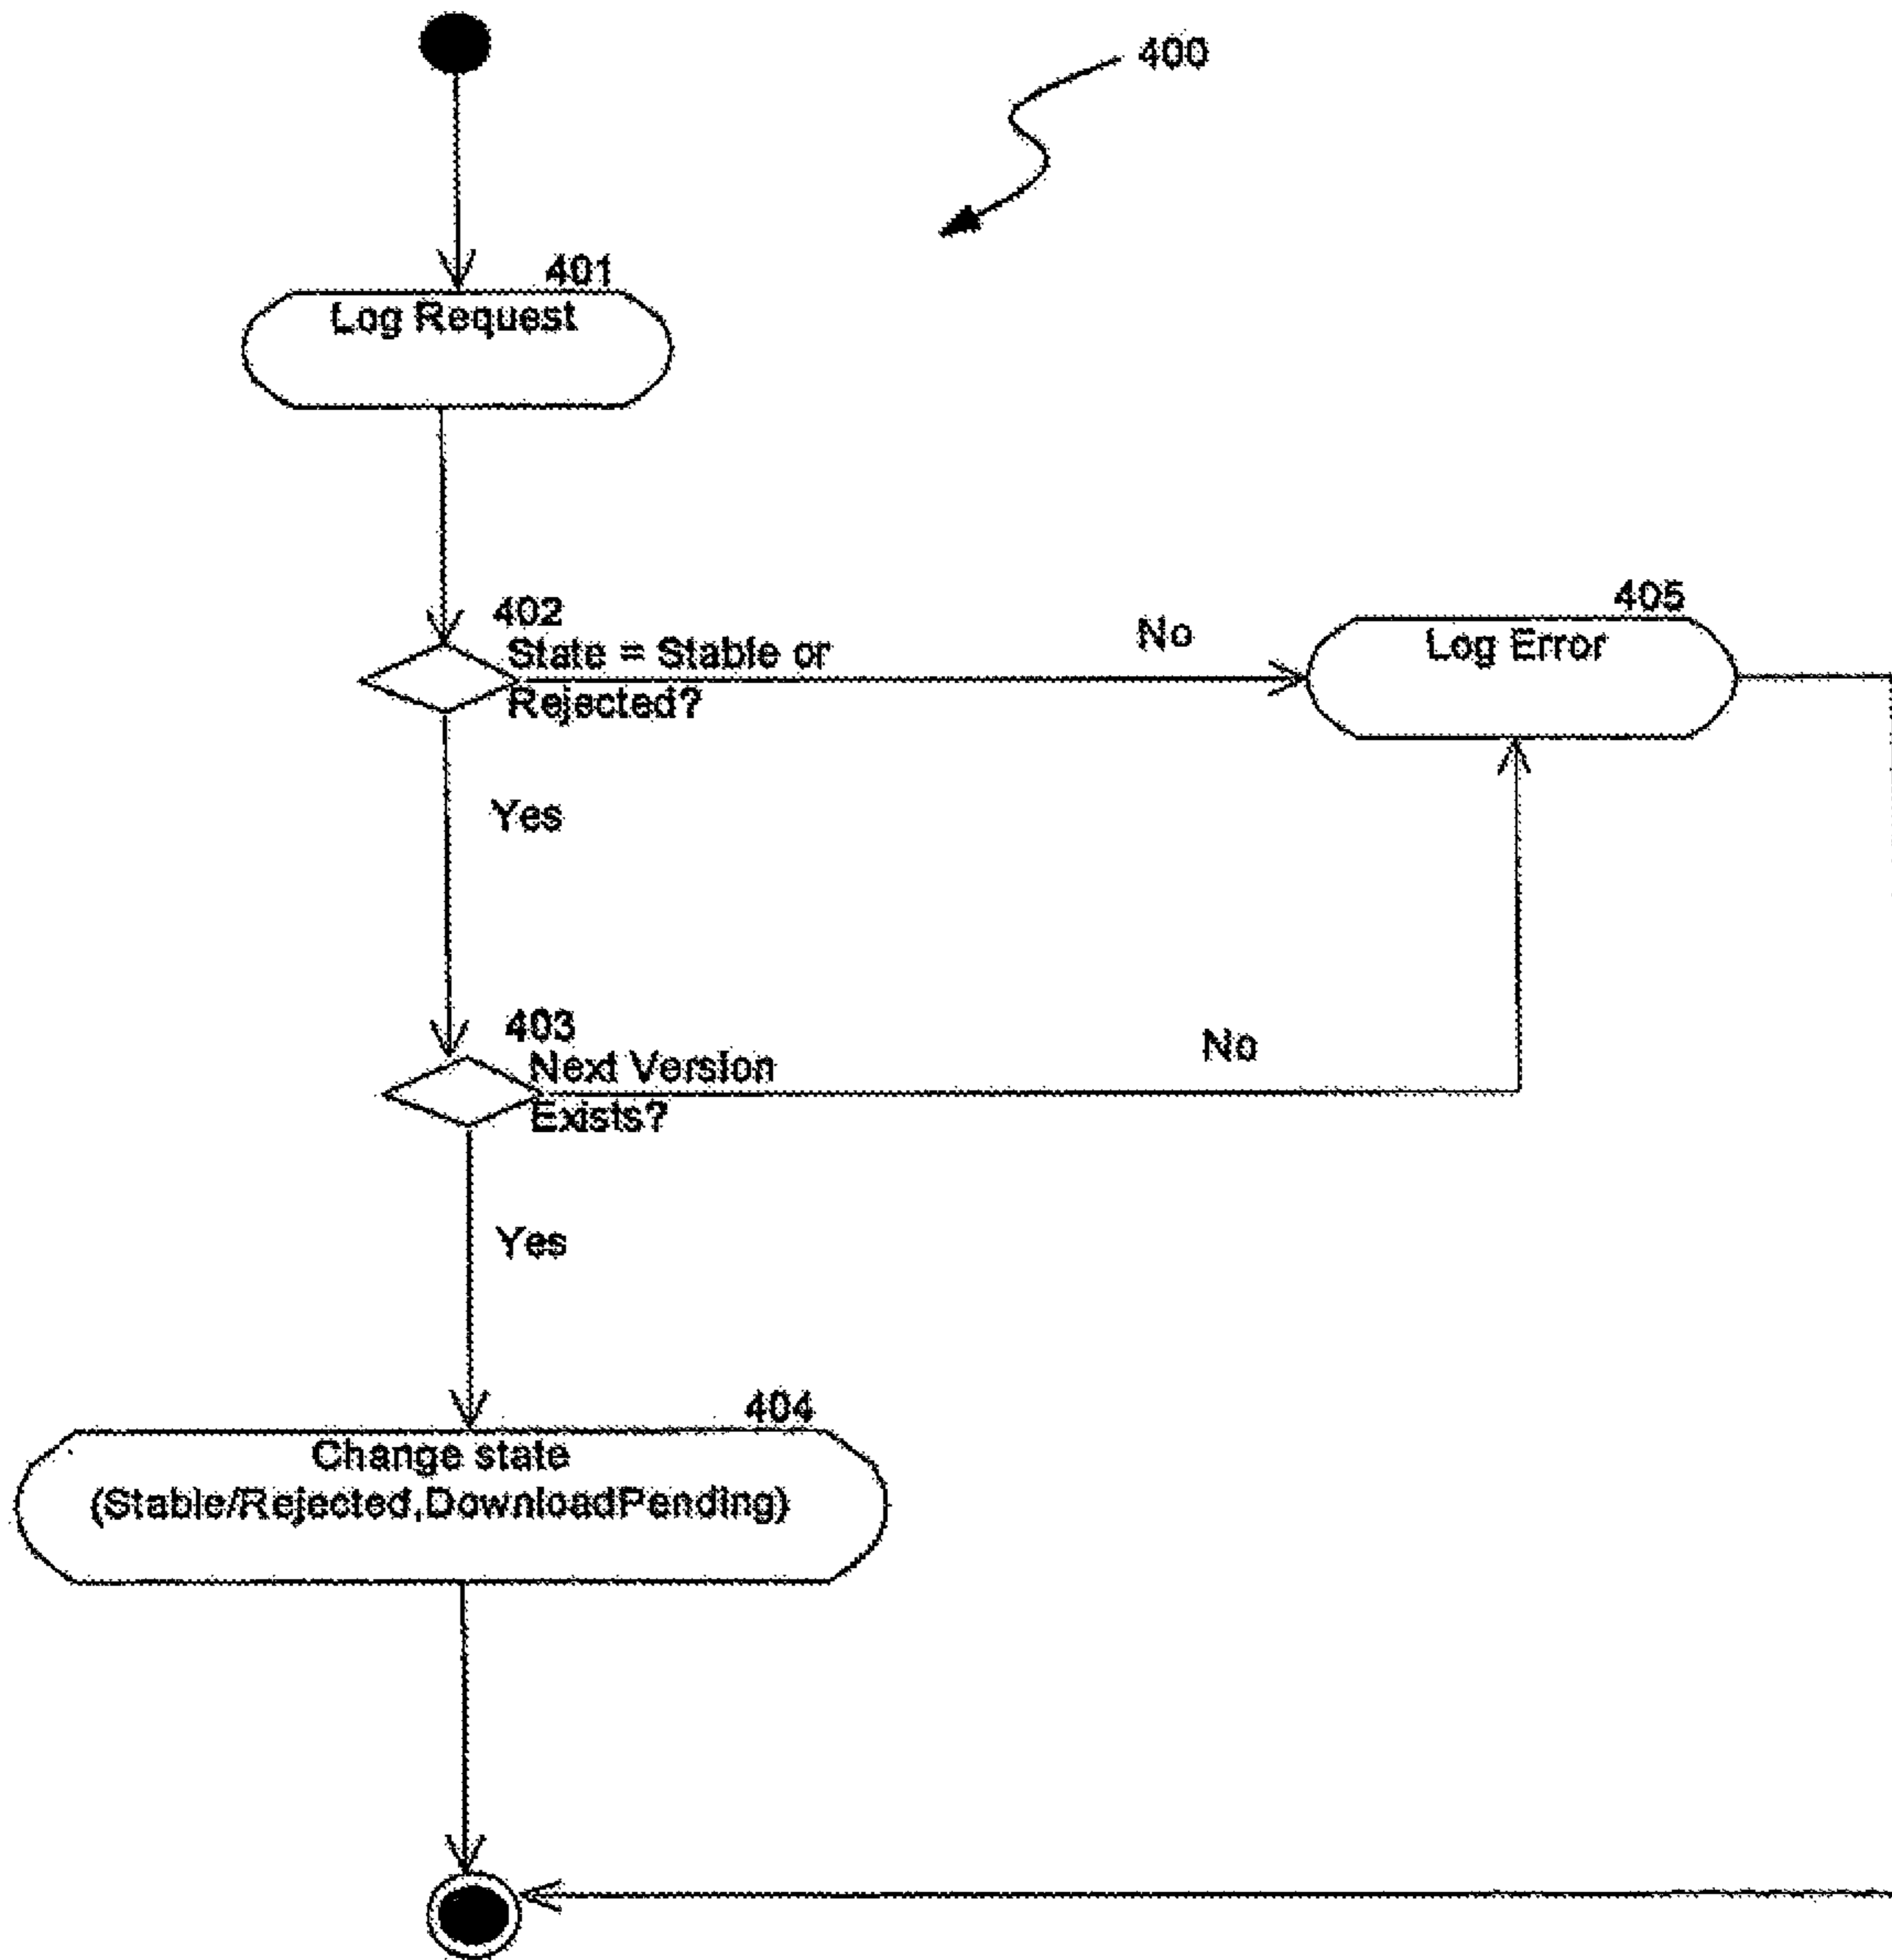 400
401
Log Request
402
State = Stable or
Rejected?
No
405
Log Error
Yes
403
Next Version
Exists?
No
Yes
404
Change state
(Stable/Rejected,DownloadPending)